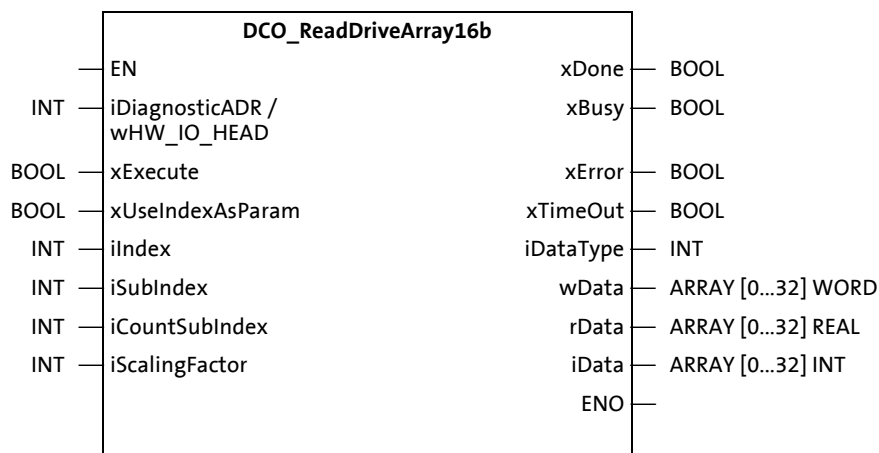 DCO_ReadDriveArray16b
EN xDone BOOL
INT iDiagnosticADR / xBusy BOOL
wHW_IO_HEAD
BOOL xExecute xError BOOL
BOOL xUseIndexAsParam xTimeOut BOOL
INT iIndex iDataType INT
INT iSubIndex wData ARRAY [0...32] WORD
INT iCountSubIndex rData ARRAY [0...32] REAL
INT iScalingFactor iData ARRAY [0...32] INT
ENO